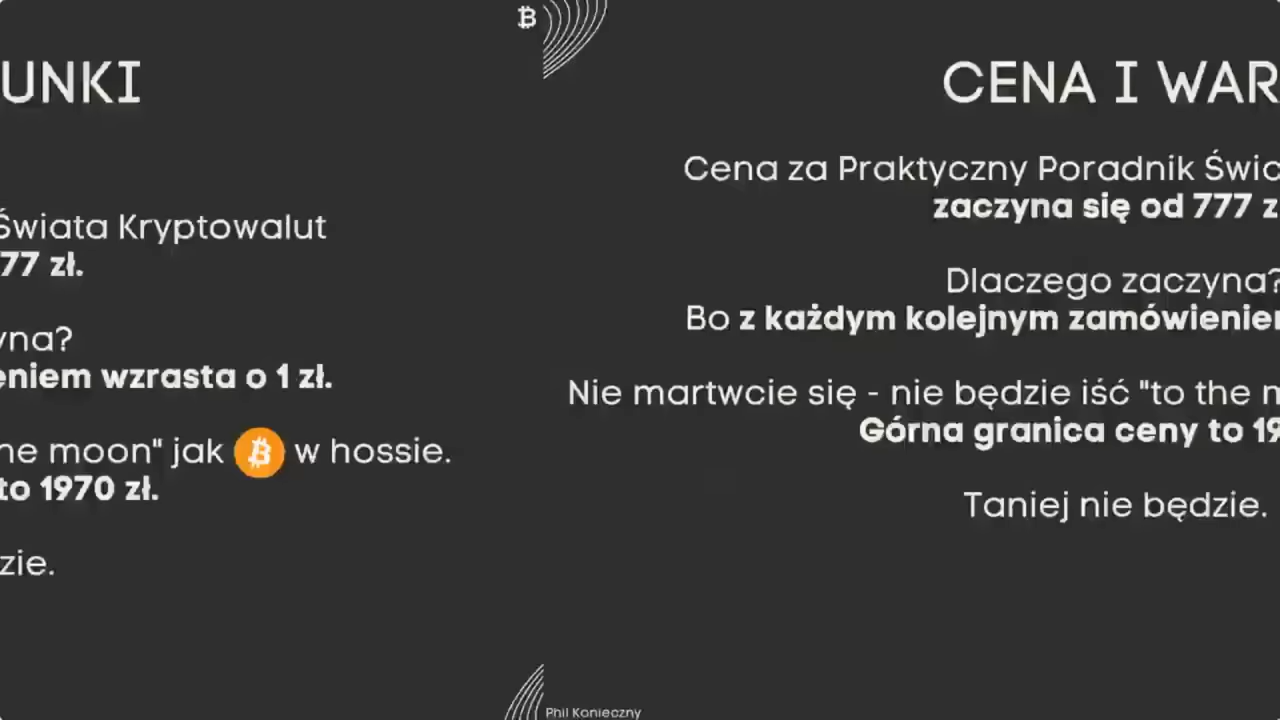 UNKI
Świata Kryptowalut
77 zł.
yna?
eniem wzrasta o 1 zł.
he moon" jak ₿ w hossie.
to 1970 zł.
zie.
CENA I WAR
Cena za Praktyczny Poradnik Świa
zaczyna się od 777 z
Dlaczego zaczyna?
Bo z każdym kolejnym zamówieniem
Nie martwcie się - nie będzie iść "to the m
Górna granica ceny to 19
Taniej nie będzie.
Phil Konieczny